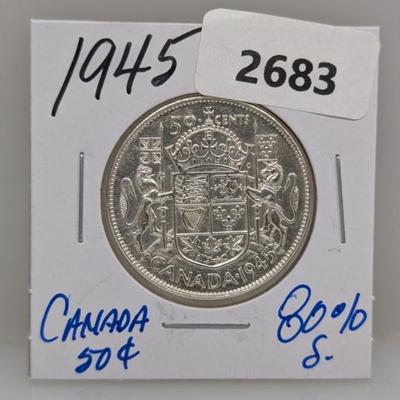 1945
2683
50 CENTS
CANADA 1945
CANADA
50¢
80%
S.